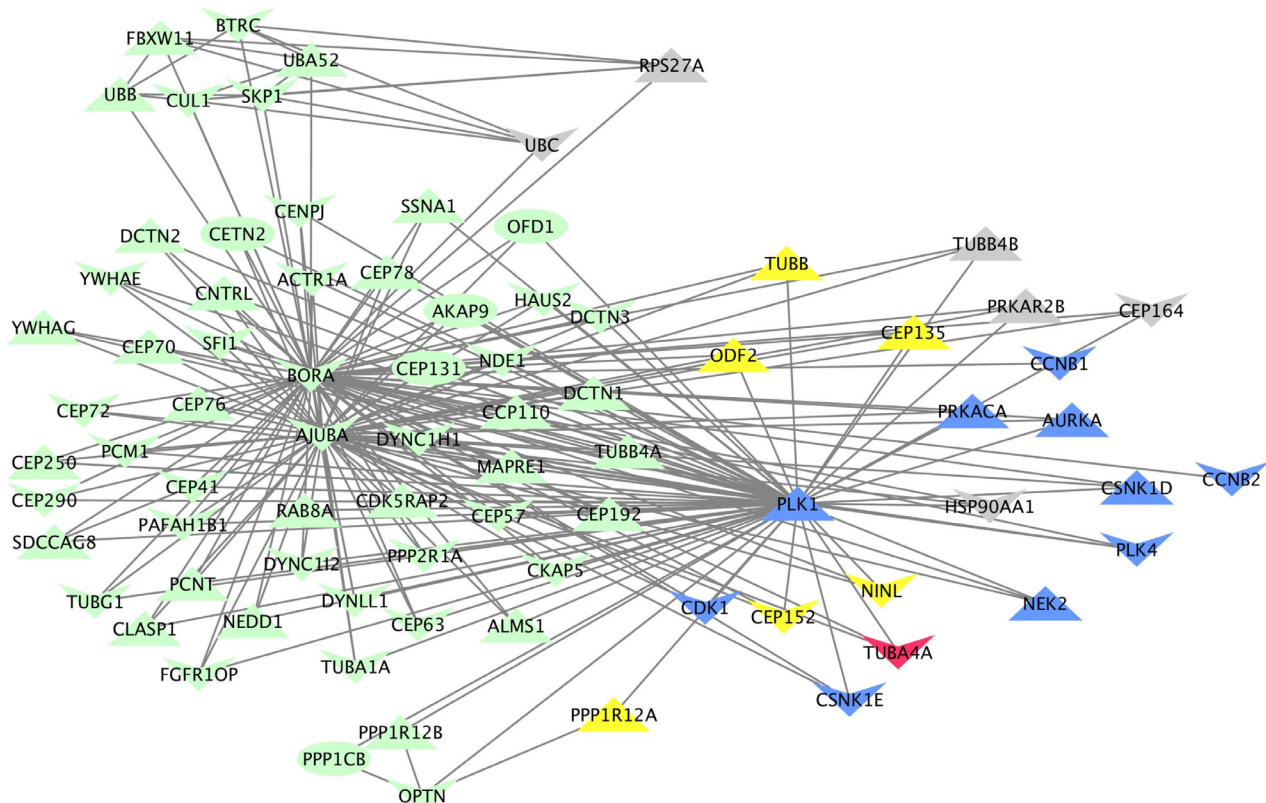 BTRC
FBXW11
UBA52
RPS27A
UBB
CUL1
SKP1
UBC
CENPJ
SSNA1
OFD1
DCTN2
CETN2
TUBB4B
TUBB
YWHAE
ACTR1A
CEP78
CNTRL
HAUS2
PRKAR2B
CEP164
AKAP9
DCTN3
YWHAG
CEP70
SFI1
CEP135
NDE1
ODF2
CCNB1
BORA
CEP131
DCTN1
CEP72
CEP76
CCP110
PRKACA
AURKA
AJUBA
DYNC1H1
PCM1
TUBB4A
CEP250
MAPRE1
CCNB2
CEP41
CSNK1D
CEP290
CDK5RAP2
PLK1
HSP90AA1
RAB8A
CEP57
CEP192
PAFAH1B1
SDCCAG8
PPP2R1A
PLK4
DYNC1I2
CKAP5
PCNT
NINL
TUBG1
DYNLL1
CDK1
NEK2
CEP152
NEDD1
CEP63
ALMS1
CLASP1
TUBA4A
TUBA1A
FGFR1OP
CSNK1E
PPP1R12A
PPP1R12B
PPP1CB
OPTN